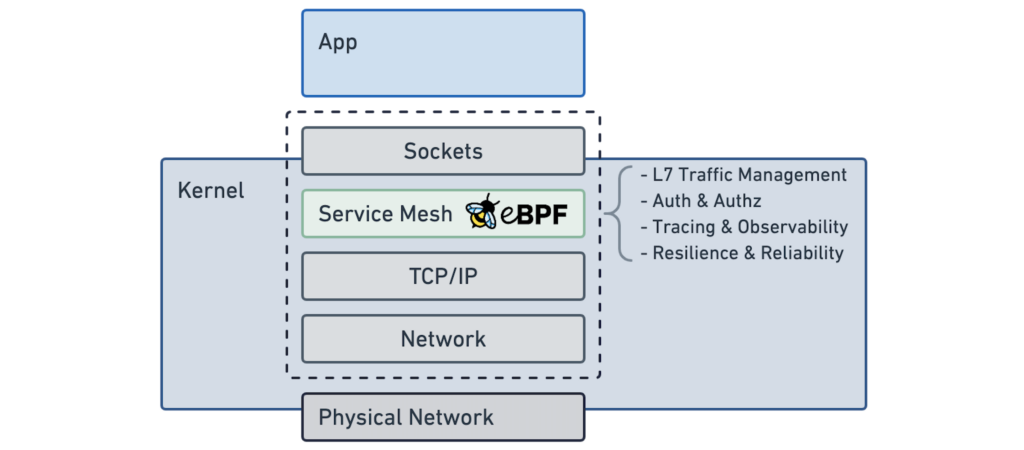 App
Sockets
Kernel
Service Mesh eBPF
TCP/IP
Network
Physical Network
- L7 Traffic Management
- Auth & Authz
- Tracing & Observability
- Resilience & Reliability